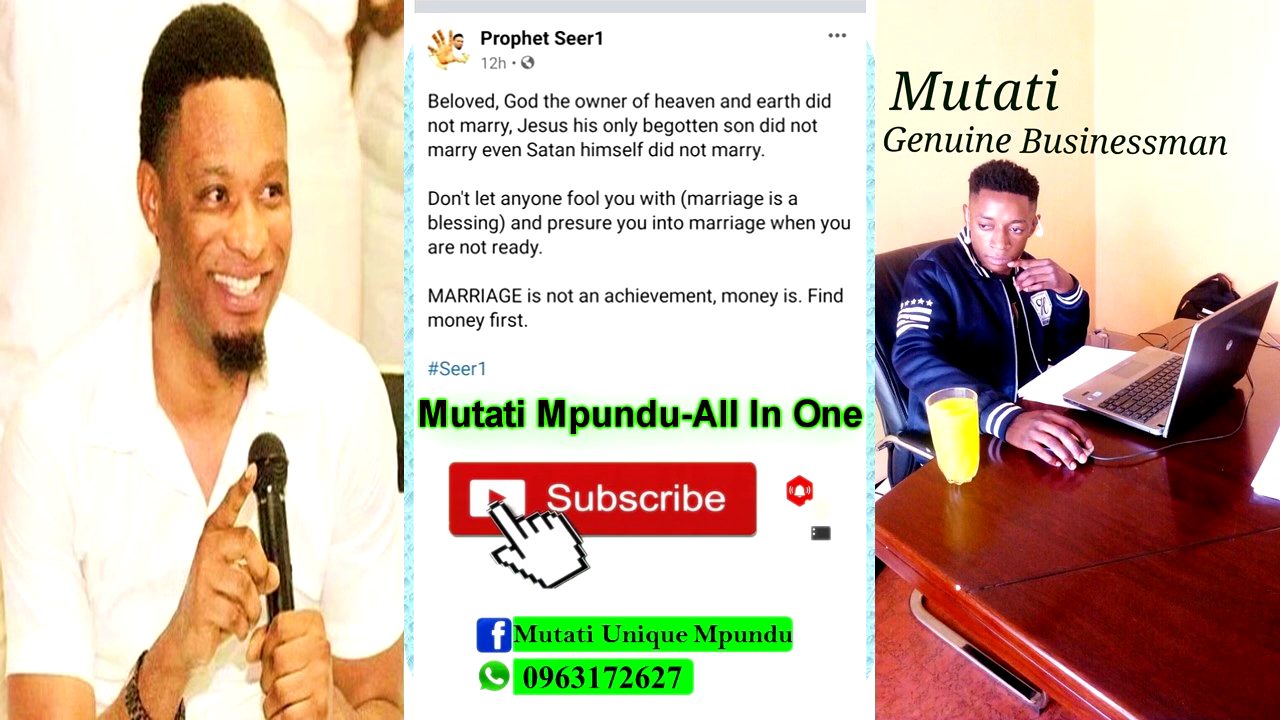 Prophet Seer1
12h
Beloved, God the owner of heaven and earth did
not marry, Jesus his only begotten son did not
marry even Satan himself did not marry.
Don't let anyone fool you with (marriage is a
blessing) and presure you into marriage when you
are not ready.
MARRIAGE is not an achievement, money is. Find
money first.
#Seer1
Mutati Mpundu-All In One
Subscribe
Mutati Unique Mpundu
0963172627
Mutati
Genuine Businessman